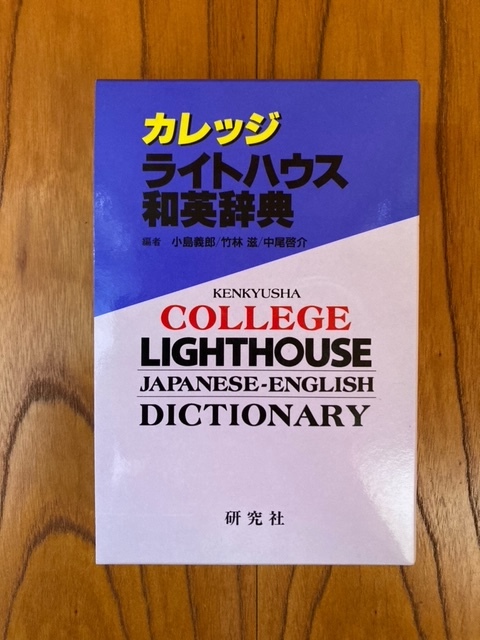 カレッジ
ライトハウス
和英辞典
編者 小島義郎/竹林 滋/中尾啓介
KENKYUSHA
COLLEGE
LIGHTHOUSE
JAPANESE-ENGLISH
DICTIONARY
研究社